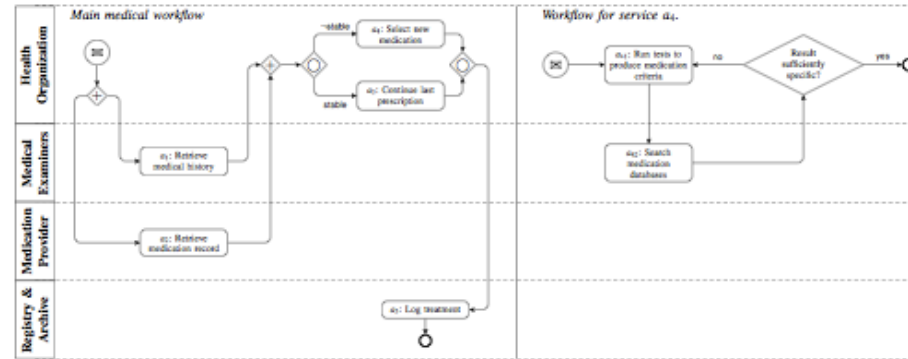 Main medical workflow
Workflow for service a₄.
Health
Organization
Medical
Examiners
Medication
Provider
Registry &
Archive
¬stable
a₄: Select new
medication
stable
a₃: Continue last
prescription
a₁: Retrieve
medical history
a₂: Retrieve
medication record
a₅: Log treatment
a₄₁: Run tests to
produce medication
criteria
no
Result
sufficiently
specific?
yes
a₄₂: Search
medication
databases